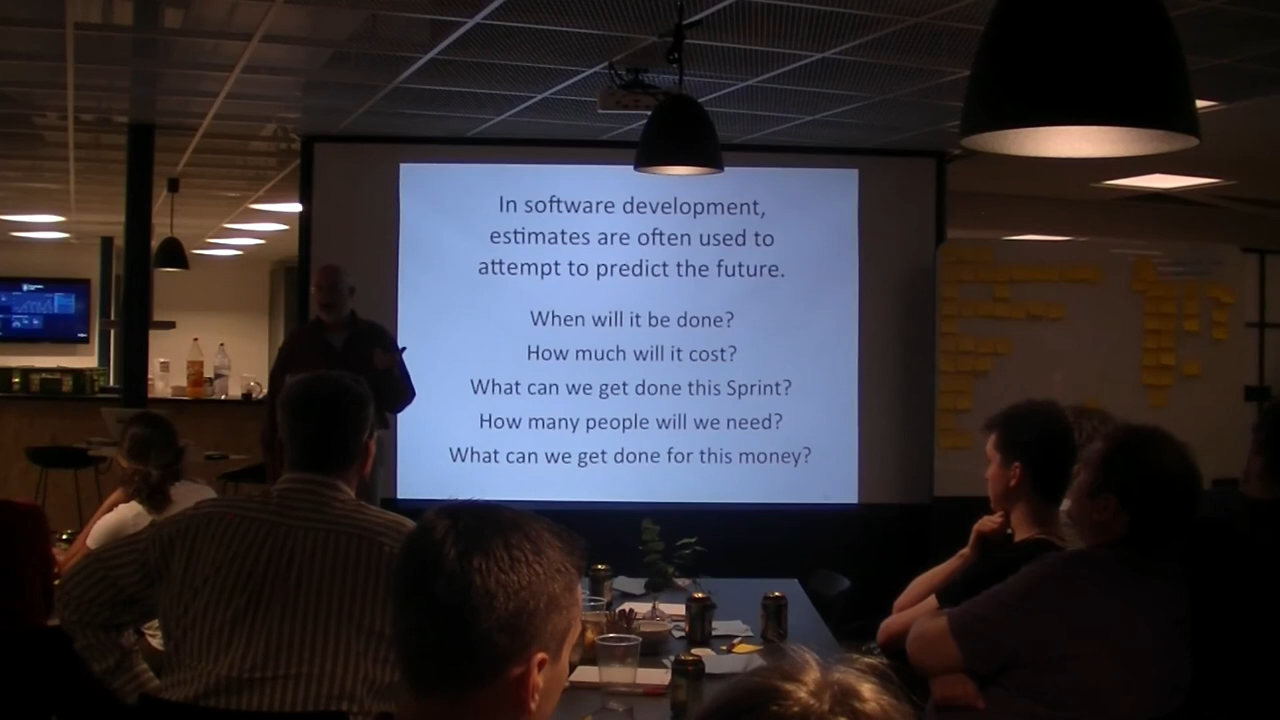 In software development,
estimates are often used to
attempt to predict the future.
When will it be done?
How much will it cost?
What can we get done this Sprint?
How many people will we need?
What can we get done for this money?